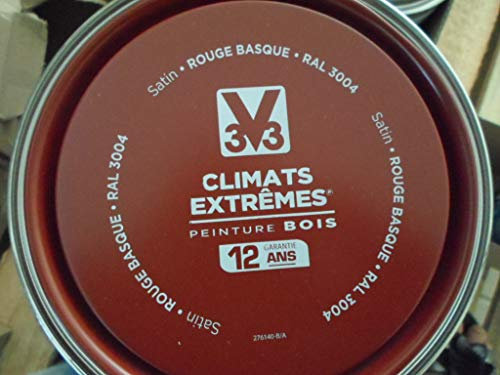 Satin • ROUGE BASQUE • RAL 3004
Satin • ROUGE BASQUE • RAL 3004
Satin • ROUGE BASQUE • RAL 3004
V33
CLIMATS
EXTRÊMES®
PEINTURE BOIS
12 GARANTIE ANS
276140-B/A